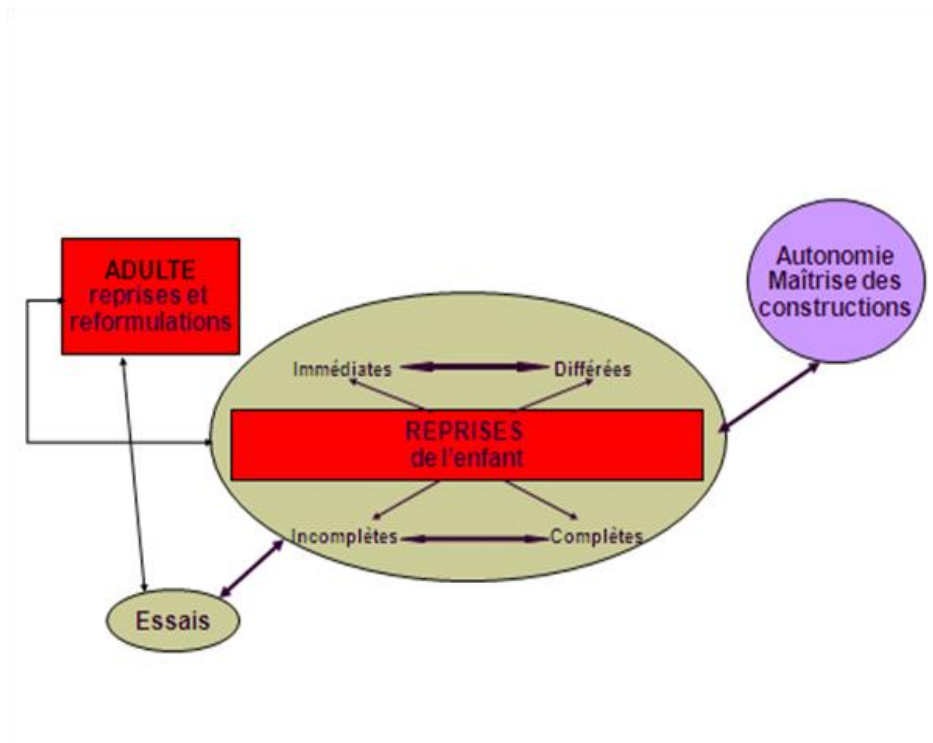 ADULTE
reprises et
reformulations
Autonomie
Maîtrise des
constructions
Immédiates
Différées
REPRISES
de l'enfant
Incomplètes
Complètes
Essais